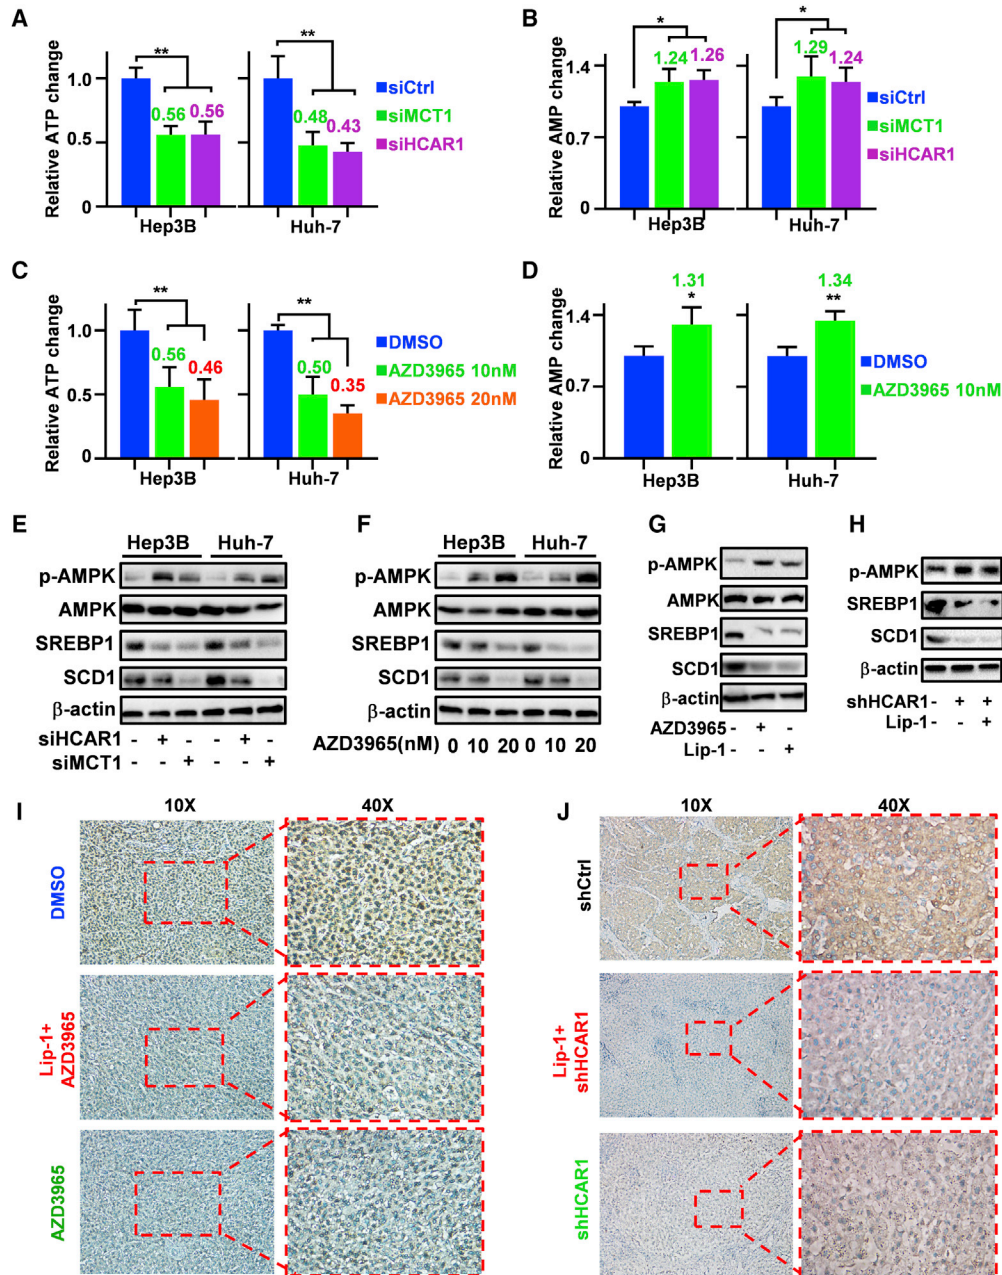 A
Relative ATP change
1.0
0.5
0
**
0.56 0.56
Hep3B
**
0.48 0.43
Huh-7
siCtrl
siMCT1
siHCAR1
B
Relative AMP change
1.4
0.7
0
*
1.24 1.26
Hep3B
*
1.29 1.24
Huh-7
siCtrl
siMCT1
siHCAR1
C
Relative ATP change
1.0
0.5
0
**
0.56 0.46
Hep3B
**
0.50 0.35
Huh-7
DMSO
AZD3965 10nM
AZD3965 20nM
D
Relative AMP change
1.4
0.7
0
1.31
*
Hep3B
1.34
**
Huh-7
DMSO
AZD3965 10nM
E
Hep3B Huh-7
p-AMPK
AMPK
SREBP1
SCD1
β-actin
siHCAR1 - + - - + -
siMCT1 - - + - - +
F
Hep3B Huh-7
p-AMPK
AMPK
SREBP1
SCD1
β-actin
AZD3965(nM) 0 10 20 0 10 20
G
p-AMPK
AMPK
SREBP1
SCD1
β-actin
AZD3965 - + +
Lip-1 - - +
H
p-AMPK
SREBP1
SCD1
β-actin
shHCAR1 - + +
Lip-1 - - +
I
10X 40X
DMSO
Lip-1+
AZD3965
AZD3965
J
10X 40X
shCtrl
Lip-1+
shHCAR1
shHCAR1